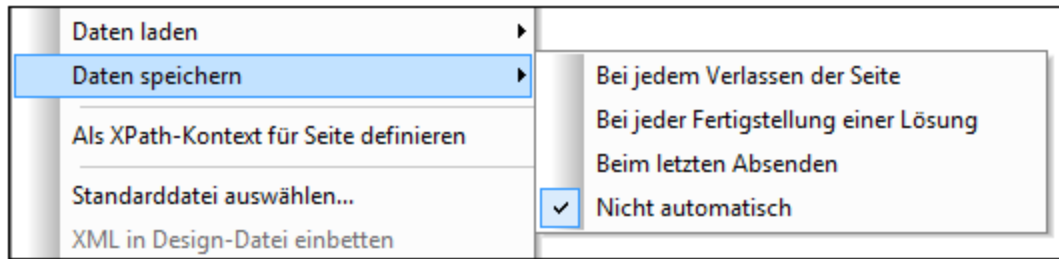 Daten laden
Daten speichern
Als XPath-Kontext für Seite definieren
Standarddatei auswählen...
XML in Design-Datei einbetten
Bei jedem Verlassen der Seite
Bei jeder Fertigstellung einer Lösung
Beim letzten Absenden
Nicht automatisch